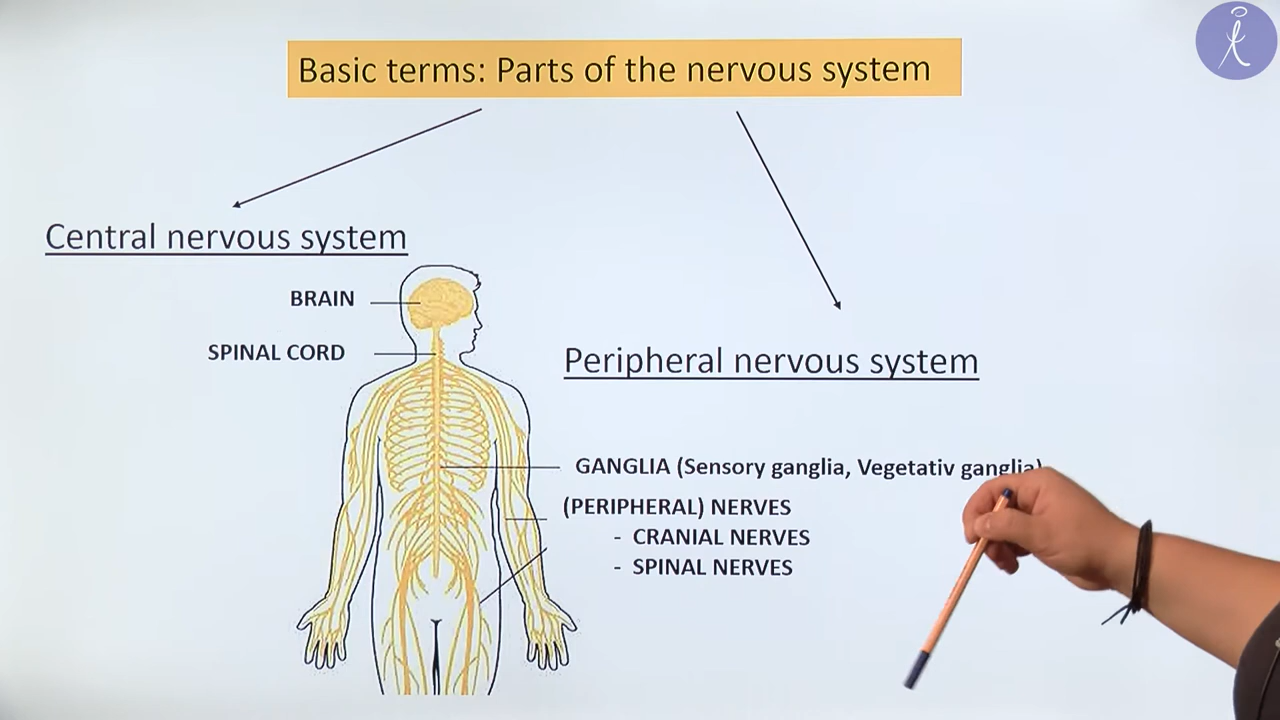 Basic terms: Parts of the nervous system
Central nervous system
BRAIN
SPINAL CORD
Peripheral nervous system
GANGLIA (Sensory ganglia, Vegetativ ganglia)
(PERIPHERAL) NERVES
- CRANIAL NERVES
- SPINAL NERVES